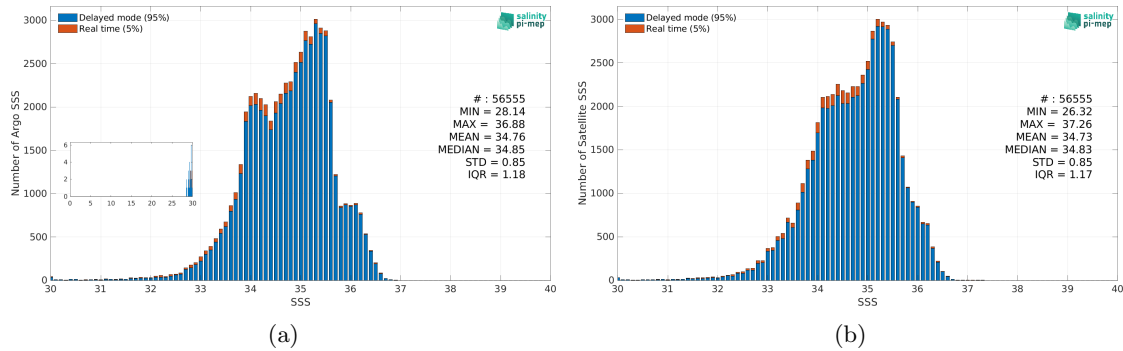 Delayed mode (95%)
Real time (5%)
salinity
pi-mep
# : 56555
MIN = 28.14
MAX = 36.88
MEAN = 34.76
MEDIAN = 34.85
STD = 0.85
IQR = 1.18
Number of Argo SSS
3000
2500
2000
1500
1000
500
0
6
4
2
0
0 5 10 15 20 25 30
30 31 32 33 34 35 36 37 38 39 40
SSS
(a)
Delayed mode (95%)
Real time (5%)
salinity
pi-mep
# : 56555
MIN = 26.32
MAX = 37.26
MEAN = 34.73
MEDIAN = 34.83
STD = 0.85
IQR = 1.17
Number of Satellite SSS
3000
2500
2000
1500
1000
500
0
30 31 32 33 34 35 36 37 38 39 40
SSS
(b)